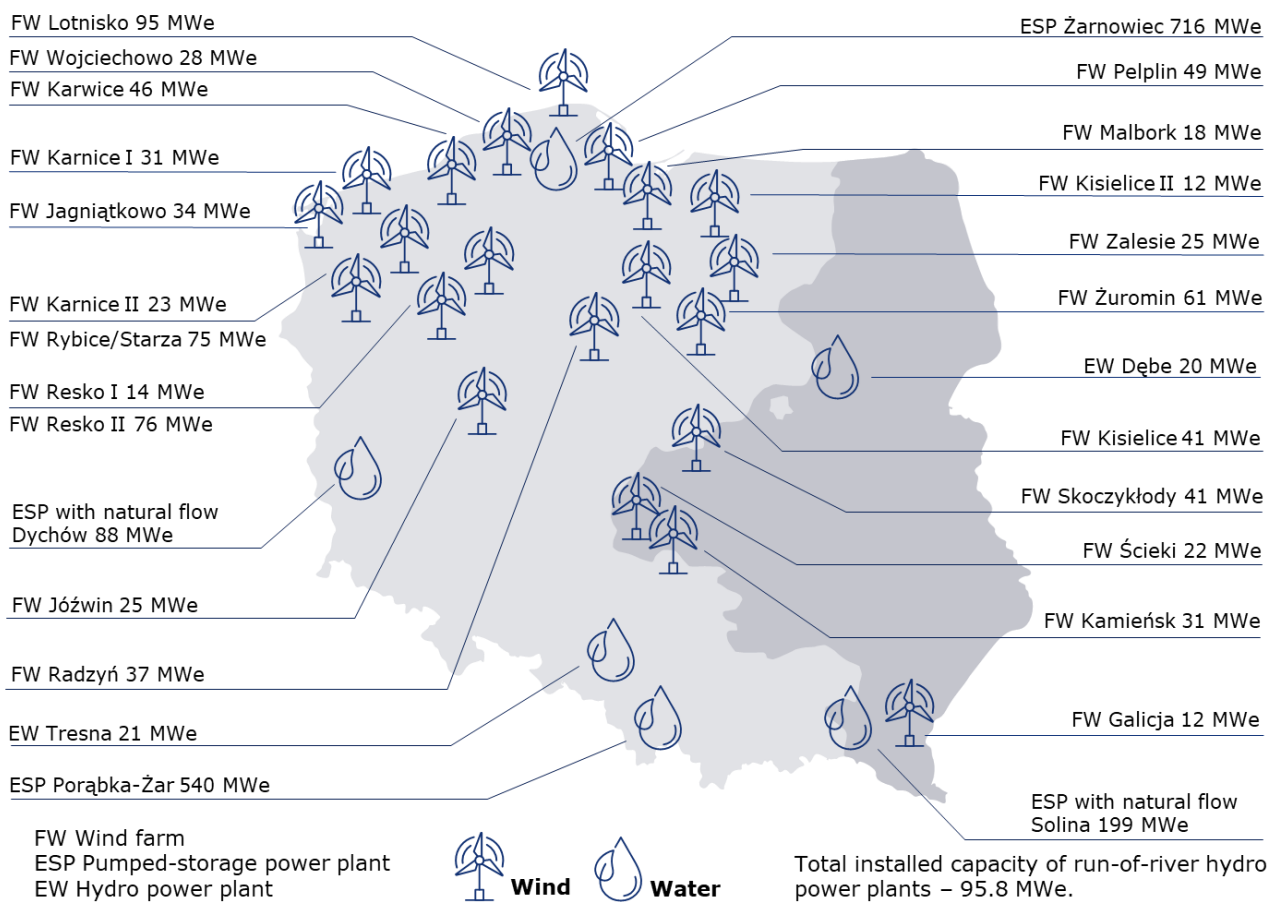 FW Lotnisko 95 MWe
FW Wojciechowo 28 MWe
FW Karwice 46 MWe
FW Karnice I 31 MWe
FW Jagniątkowo 34 MWe
FW Karnice II 23 MWe
FW Rybice/Starza 75 MWe
FW Resko I 14 MWe
FW Resko II 76 MWe
ESP with natural flow
Dychów 88 MWe
FW Jóźwin 25 MWe
FW Radzyń 37 MWe
EW Tresna 21 MWe
ESP Porąbka-Żar 540 MWe
ESP Żarnowiec 716 MWe
FW Pelplin 49 MWe
FW Malbork 18 MWe
FW Kisielice II 12 MWe
FW Zalesie 25 MWe
FW Żuromin 61 MWe
EW Dębe 20 MWe
FW Kisielice 41 MWe
FW Skoczykłody 41 MWe
FW Ścieki 22 MWe
FW Kamieńsk 31 MWe
FW Galicja 12 MWe
ESP with natural flow
Solina 199 MWe
FW Wind farm
ESP Pumped-storage power plant
EW Hydro power plant
Wind
Water
Total installed capacity of run-of-river hydro
power plants – 95.8 MWe.